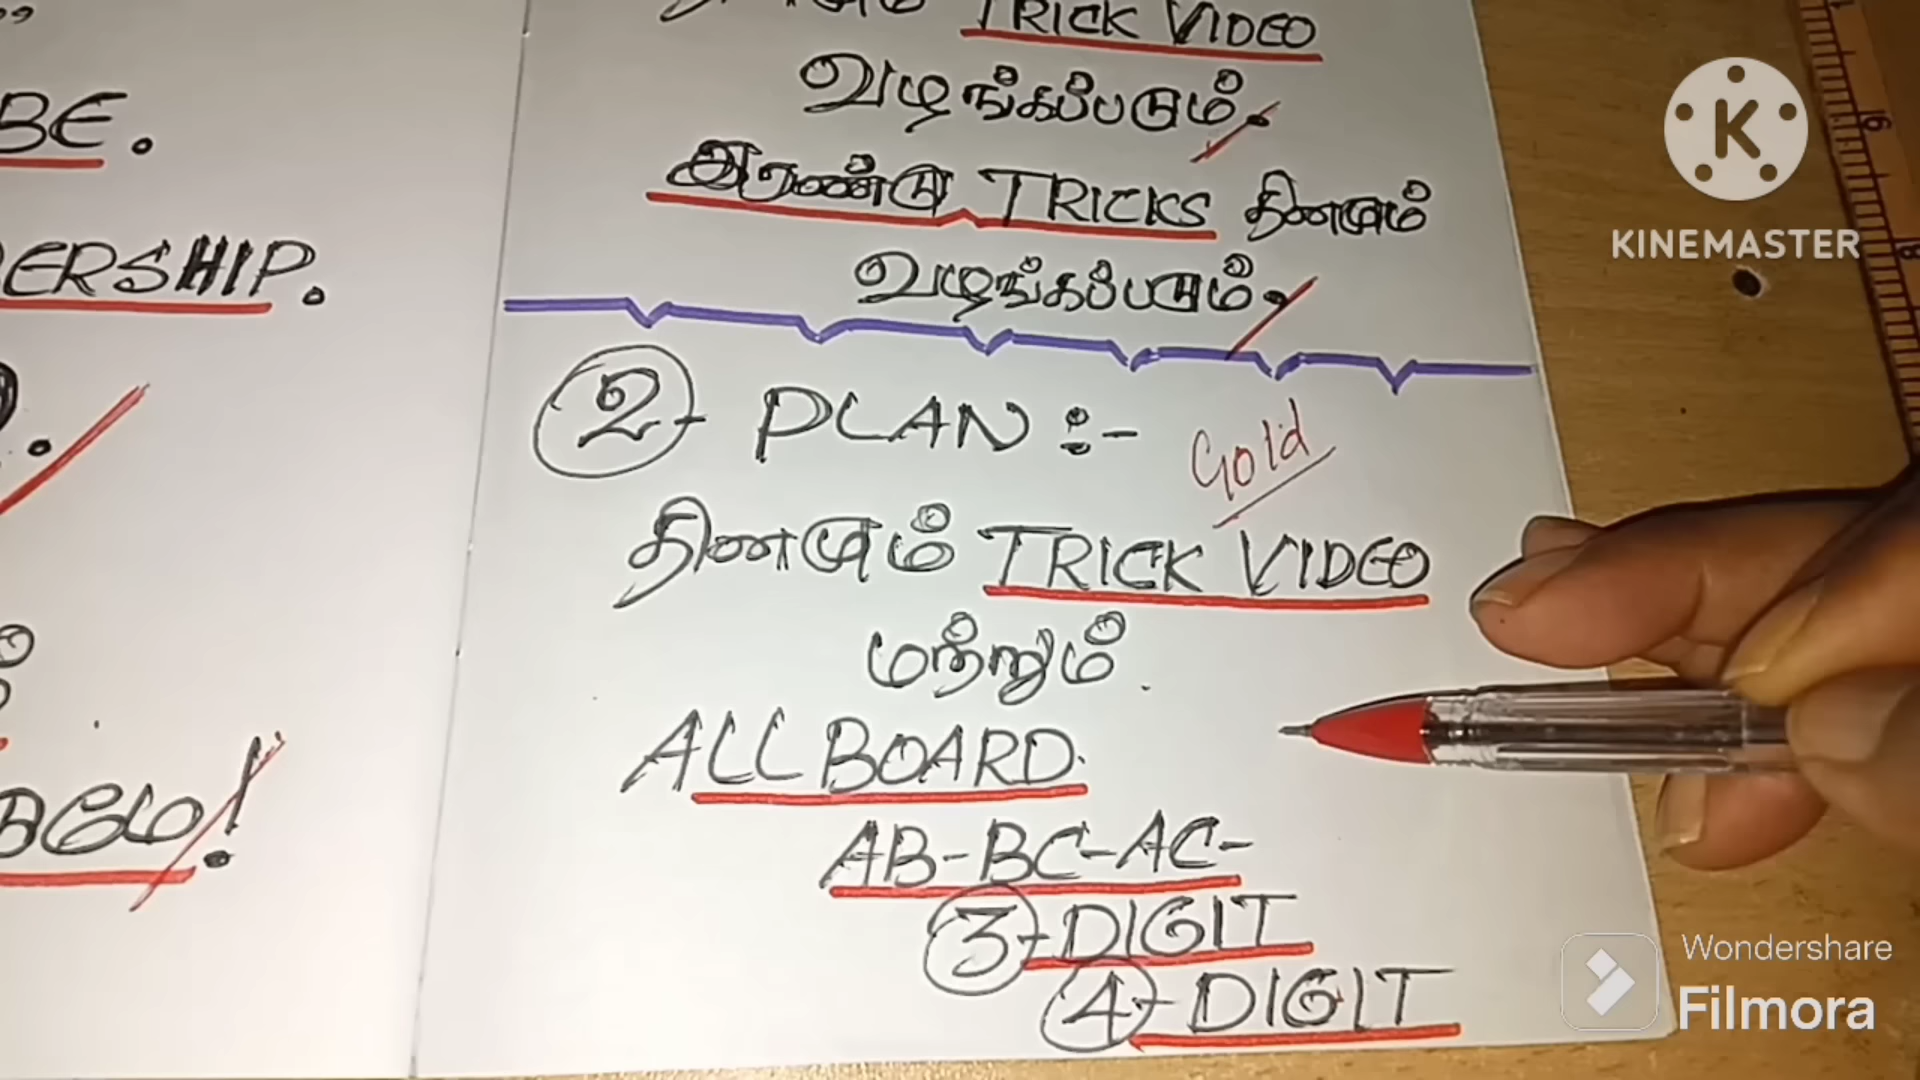 BE.
ERSHIP.
TRICK VIDEO
வழங்கப்படும்.
இரண்டு TRICKS தினமும்
வழங்கப்படும்.
2- PLAN :-
Gold
தினமும் TRICK VIDEO
மற்றும்
ALL BOARD.
AB-BC-AC-
3-DIGIT
4-DIGIT
KINEMASTER
Wondershare
Filmora